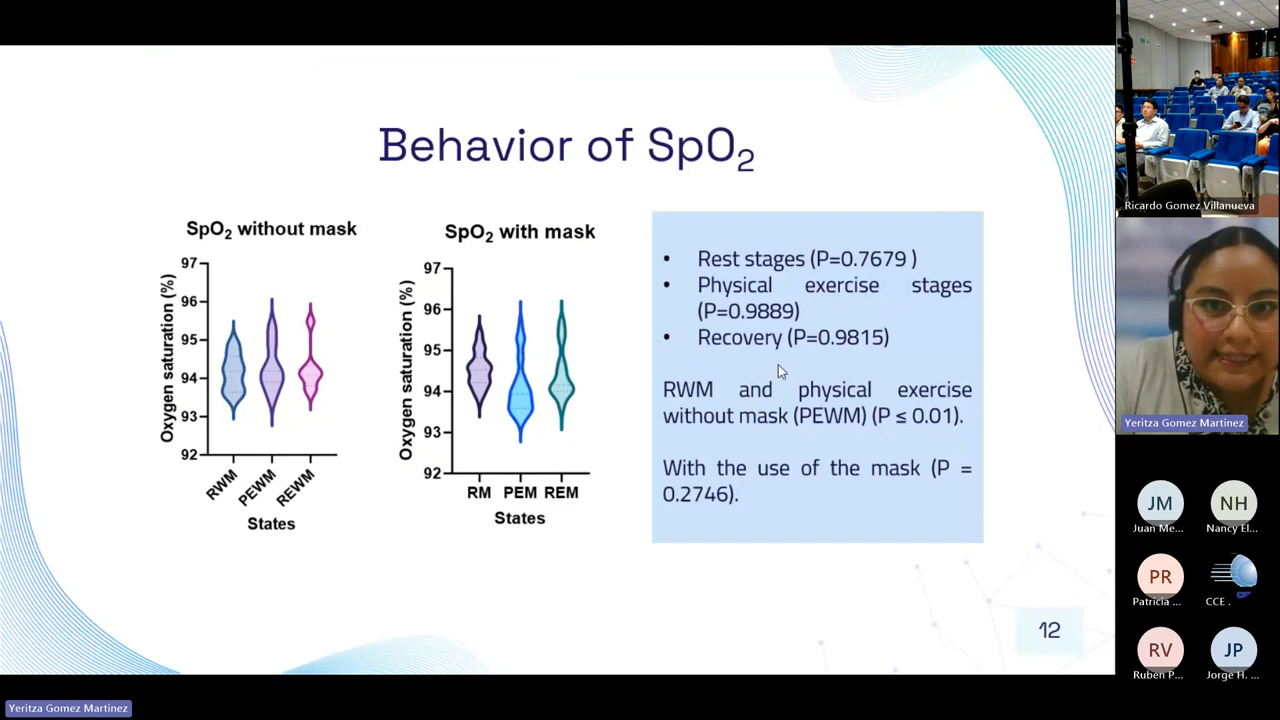 Behavior of SpO2
SpO2 without mask
97
96
95
94
93
92
Oxygen saturation (%)
RWM
PEWM
REWM
States
SpO2 with mask
97
96
95
94
93
92
Oxygen saturation (%)
RM PEM REM
States
• Rest stages (P=0.7679 )
• Physical exercise stages
(P=0.9889)
• Recovery (P=0.9815)
RWM and physical exercise
without mask (PEWM) (P ≤ 0.01).
With the use of the mask (P =
0.2746).
12
Ricardo Gomez Villanueva
Yeritza Gomez Martinez
JM
Juan Me...
NH
Nancy El...
PR
Patricia ...
CCE .
RV
Ruben P...
JP
Jorge H. ...
Yeritza Gomez Martinez